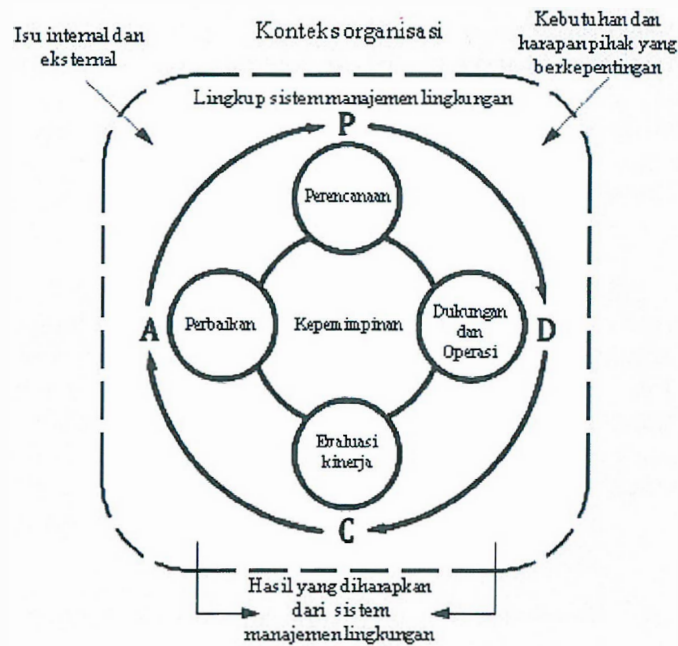 Isu internal dan
eksternal
Konteks organisasi
Kebutuhan dan
harapan pihak yang
berkepentingan
Lingkup sistem manajemen lingkungan
P
Perencanaan
A
Perbaikan
Kepemimpinan
Dukungan
dan
Operasi
D
Evaluasi
kinerja
C
Hasil yang diharapkan
dari sistem
manajemen lingkungan